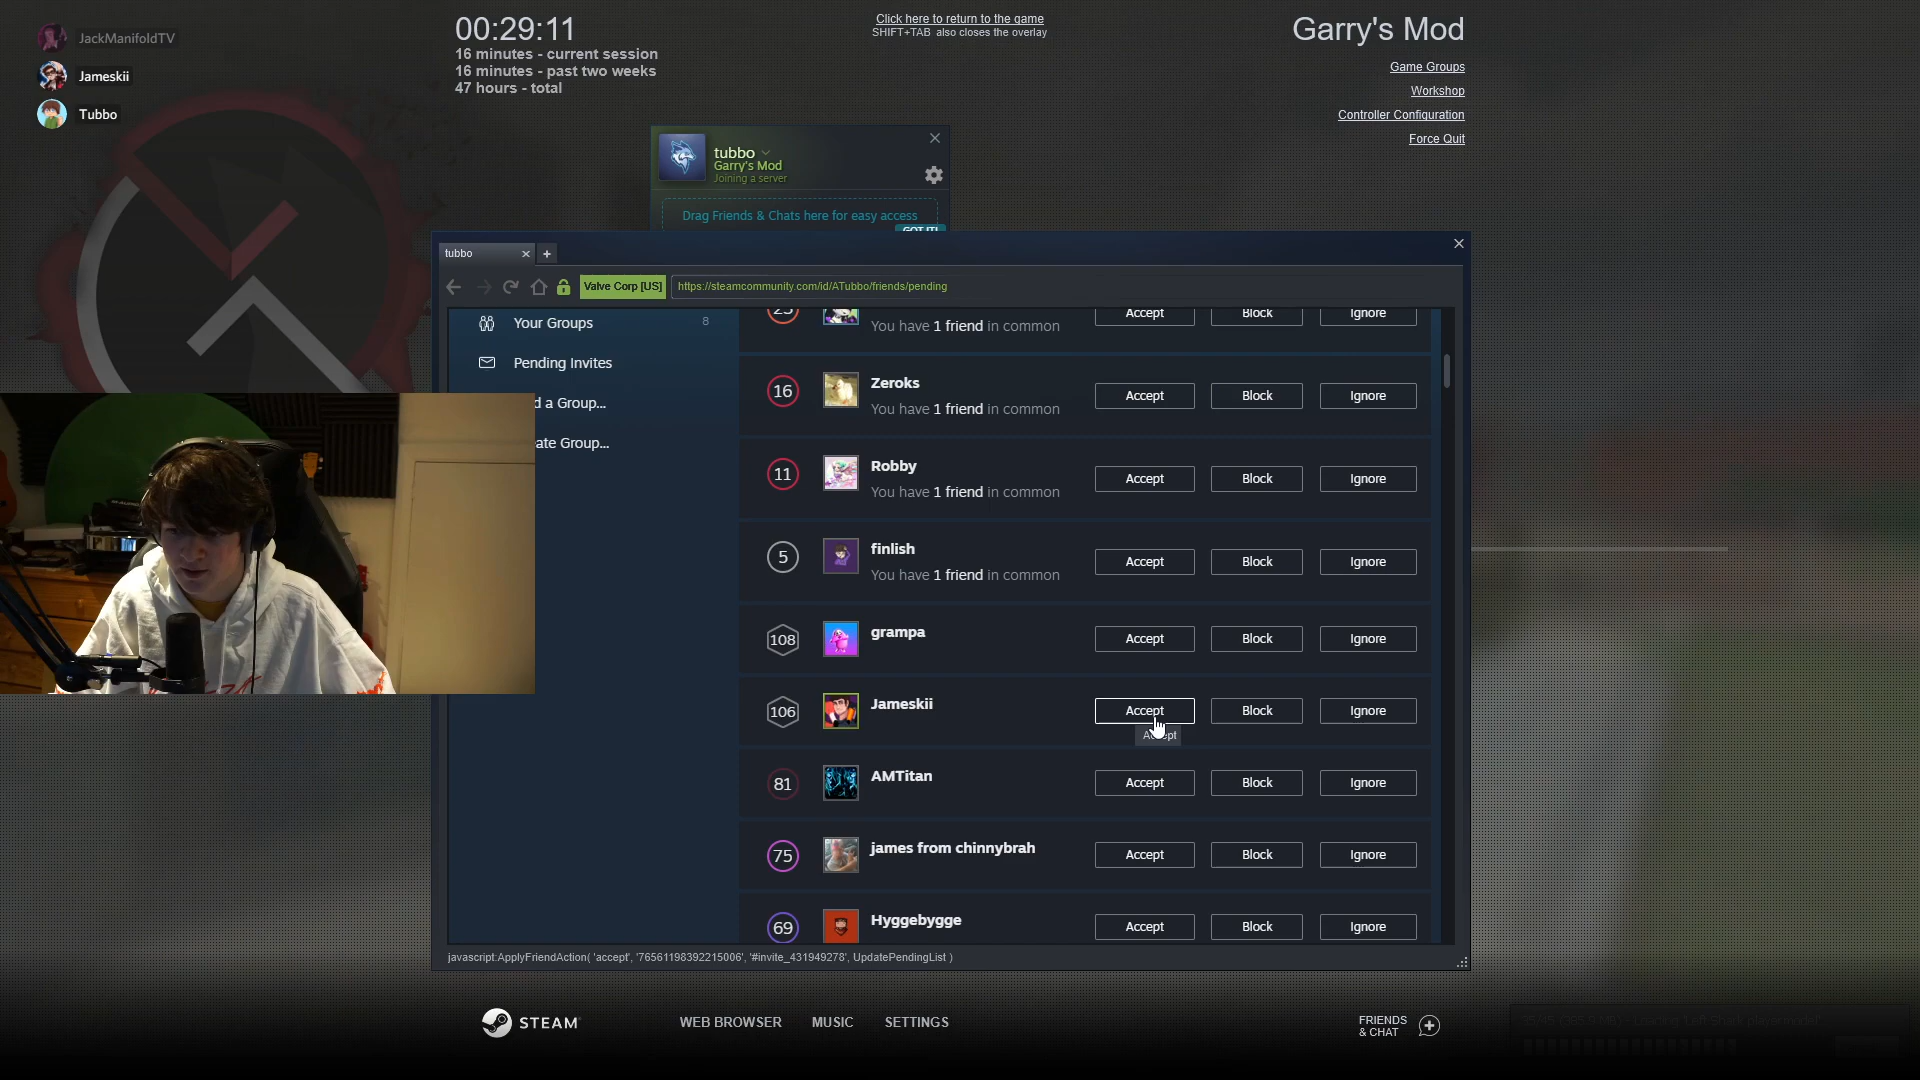 JackManifoldTV
Jameskii
Tubbo
00:29:11
16 minutes - current session
16 minutes - past two weeks
47 hours - total
Click here to return to the game
SHIFT+TAB also closes the overlay
Garry's Mod
Game Groups
Workshop
Controller Configuration
Force Quit
tubbo
Garry's Mod
Joining a server
Drag Friends & Chats here for easy access
GOT IT!
tubbo
Valve Corp [US]
https://steamcommunity.com/id/ATubbo/friends/pending
Your Groups 8
Pending Invites
d a Group...
ate Group...
23 You have 1 friend in common Accept Block Ignore
16 Zeroks
You have 1 friend in common Accept Block Ignore
11 Robby
You have 1 friend in common Accept Block Ignore
5 finlish
You have 1 friend in common Accept Block Ignore
108 grampa Accept Block Ignore
106 Jameskii Accept Block Ignore
Accept
81 AMTitan Accept Block Ignore
75 james from chinnybrah Accept Block Ignore
69 Hyggebygge Accept Block Ignore
javascript:ApplyFriendAction( 'accept', '76561198392215006', '#invite_431949278', UpdatePendingList )
STEAM
WEB BROWSER MUSIC SETTINGS
FRIENDS
& CHAT